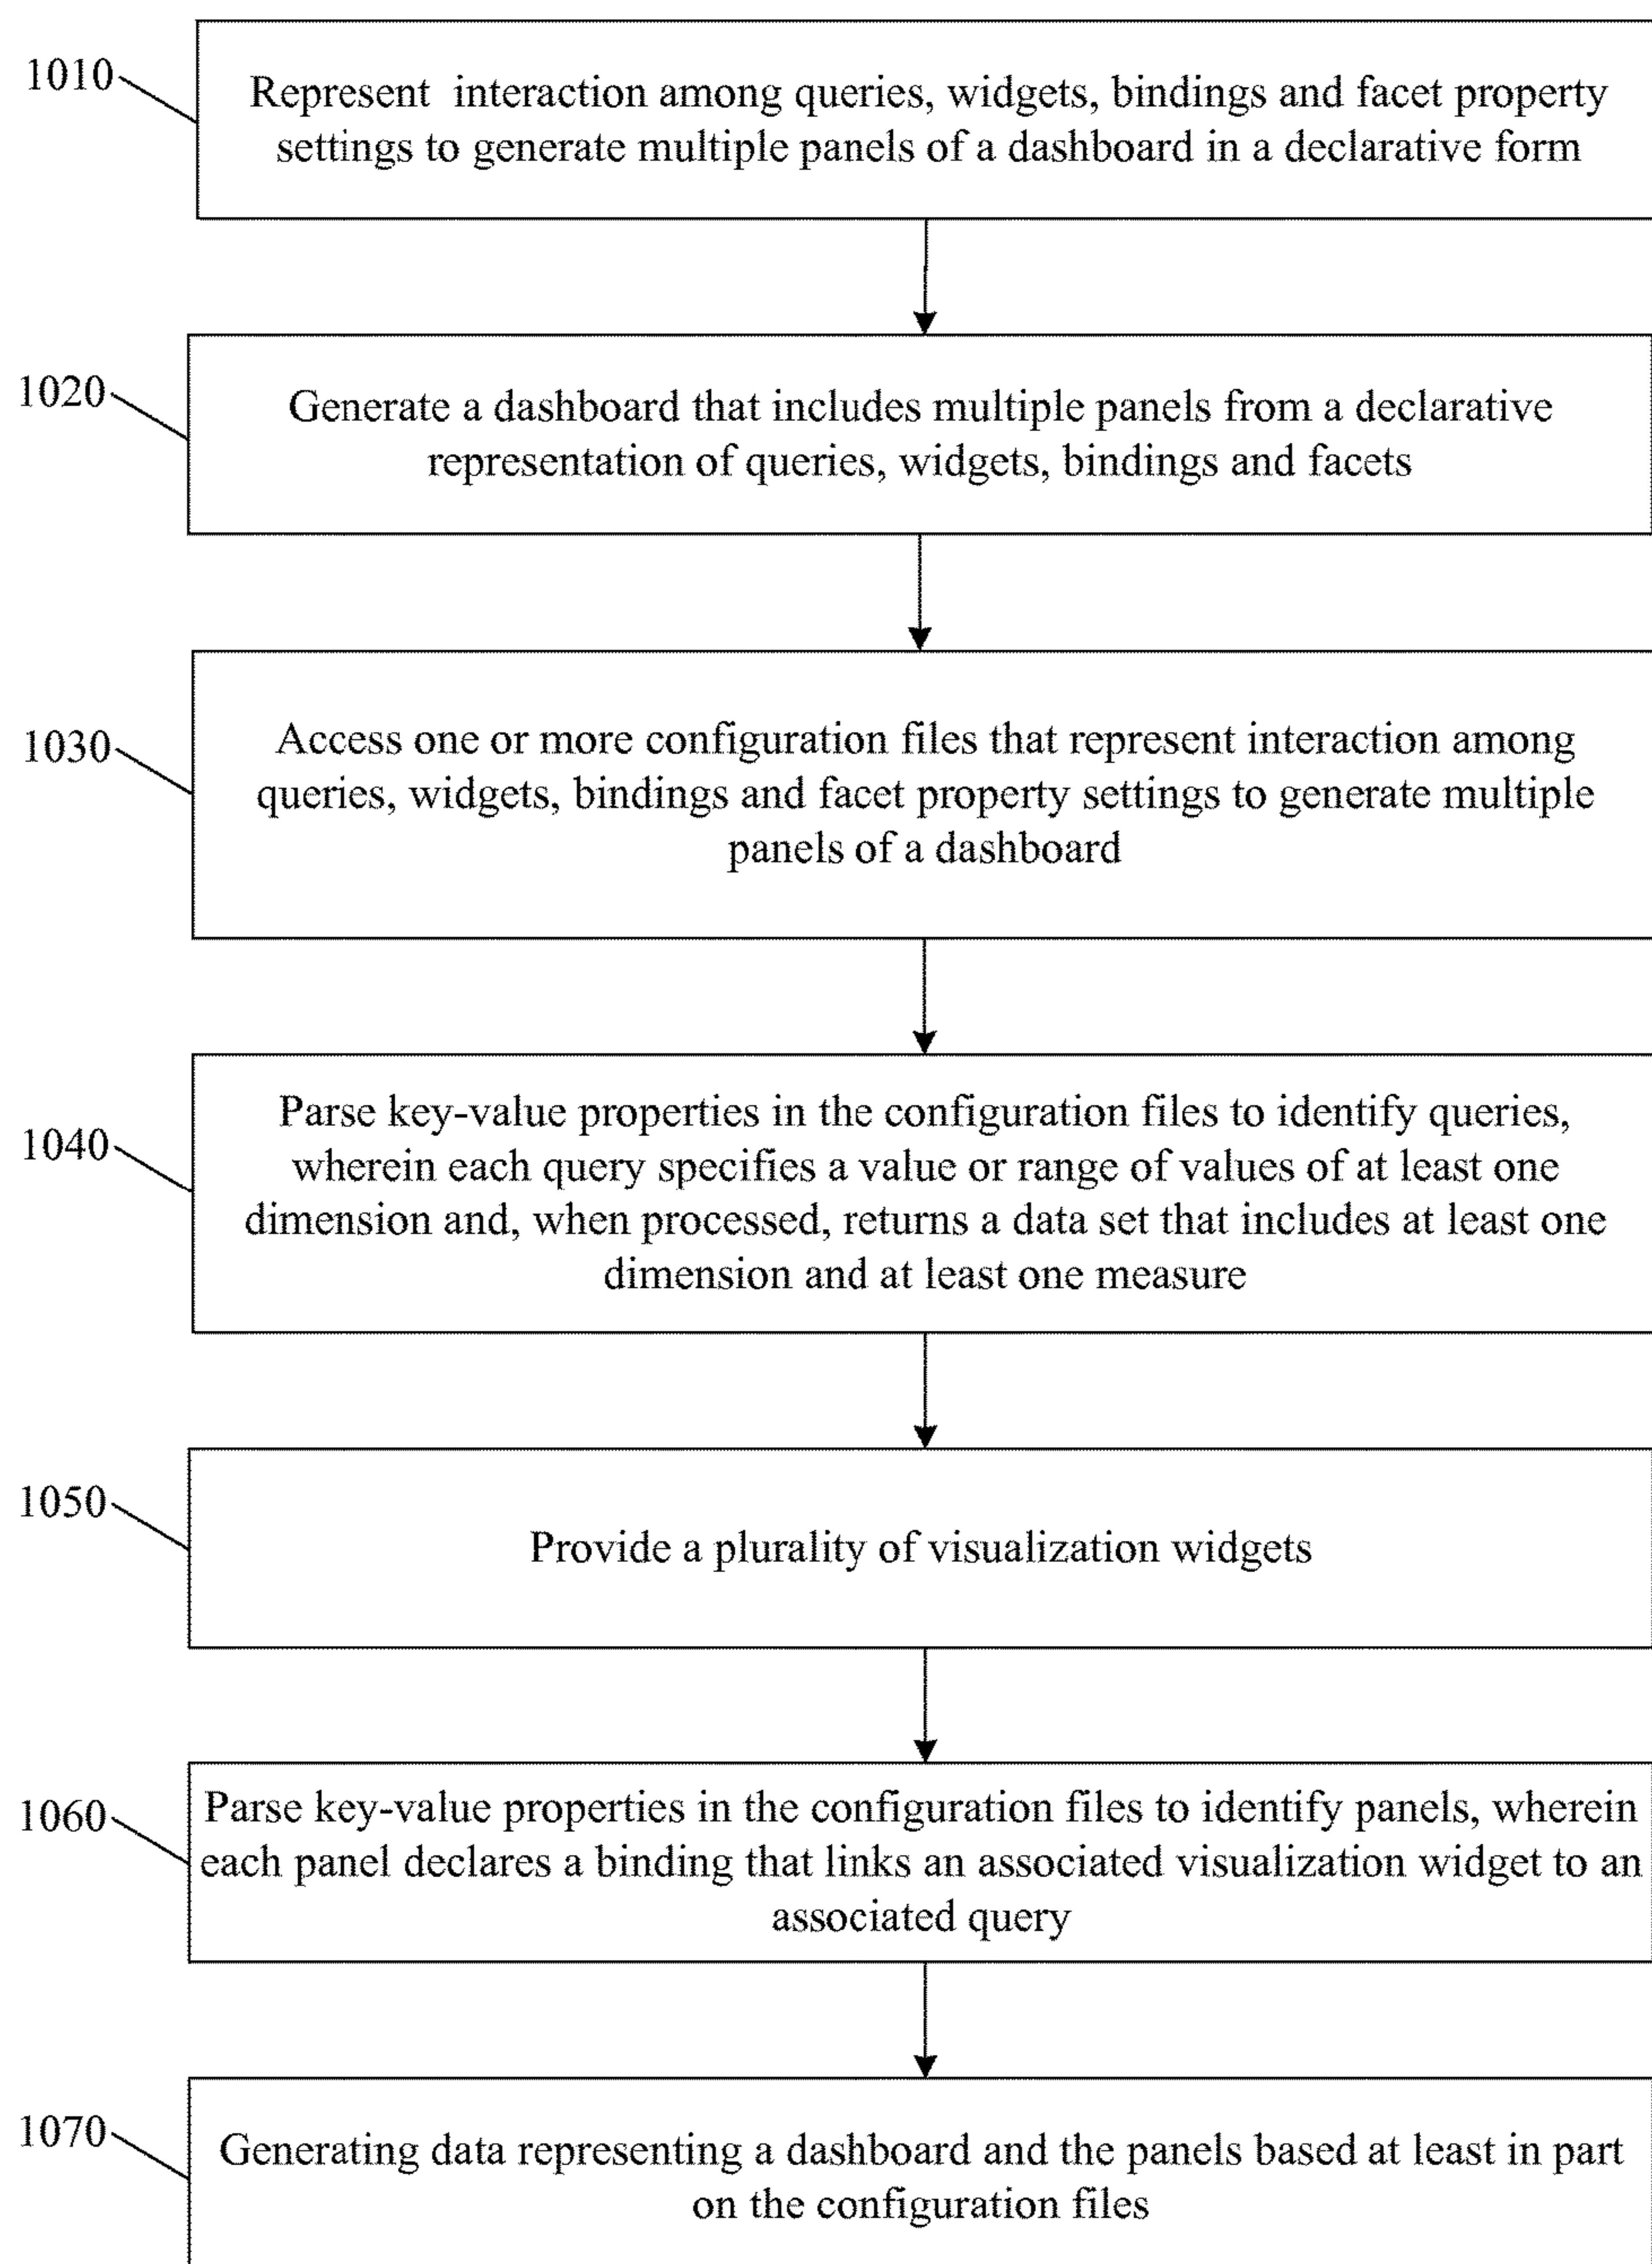 1010
Represent interaction among queries, widgets, bindings and facet property
settings to generate multiple panels of a dashboard in a declarative form
1020
Generate a dashboard that includes multiple panels from a declarative
representation of queries, widgets, bindings and facets
1030
Access one or more configuration files that represent interaction among
queries, widgets, bindings and facet property settings to generate multiple
panels of a dashboard
1040
Parse key-value properties in the configuration files to identify queries,
wherein each query specifies a value or range of values of at least one
dimension and, when processed, returns a data set that includes at least one
dimension and at least one measure
1050
Provide a plurality of visualization widgets
1060
Parse key-value properties in the configuration files to identify panels, wherein
each panel declares a binding that links an associated visualization widget to an
associated query
1070
Generating data representing a dashboard and the panels based at least in part
on the configuration files